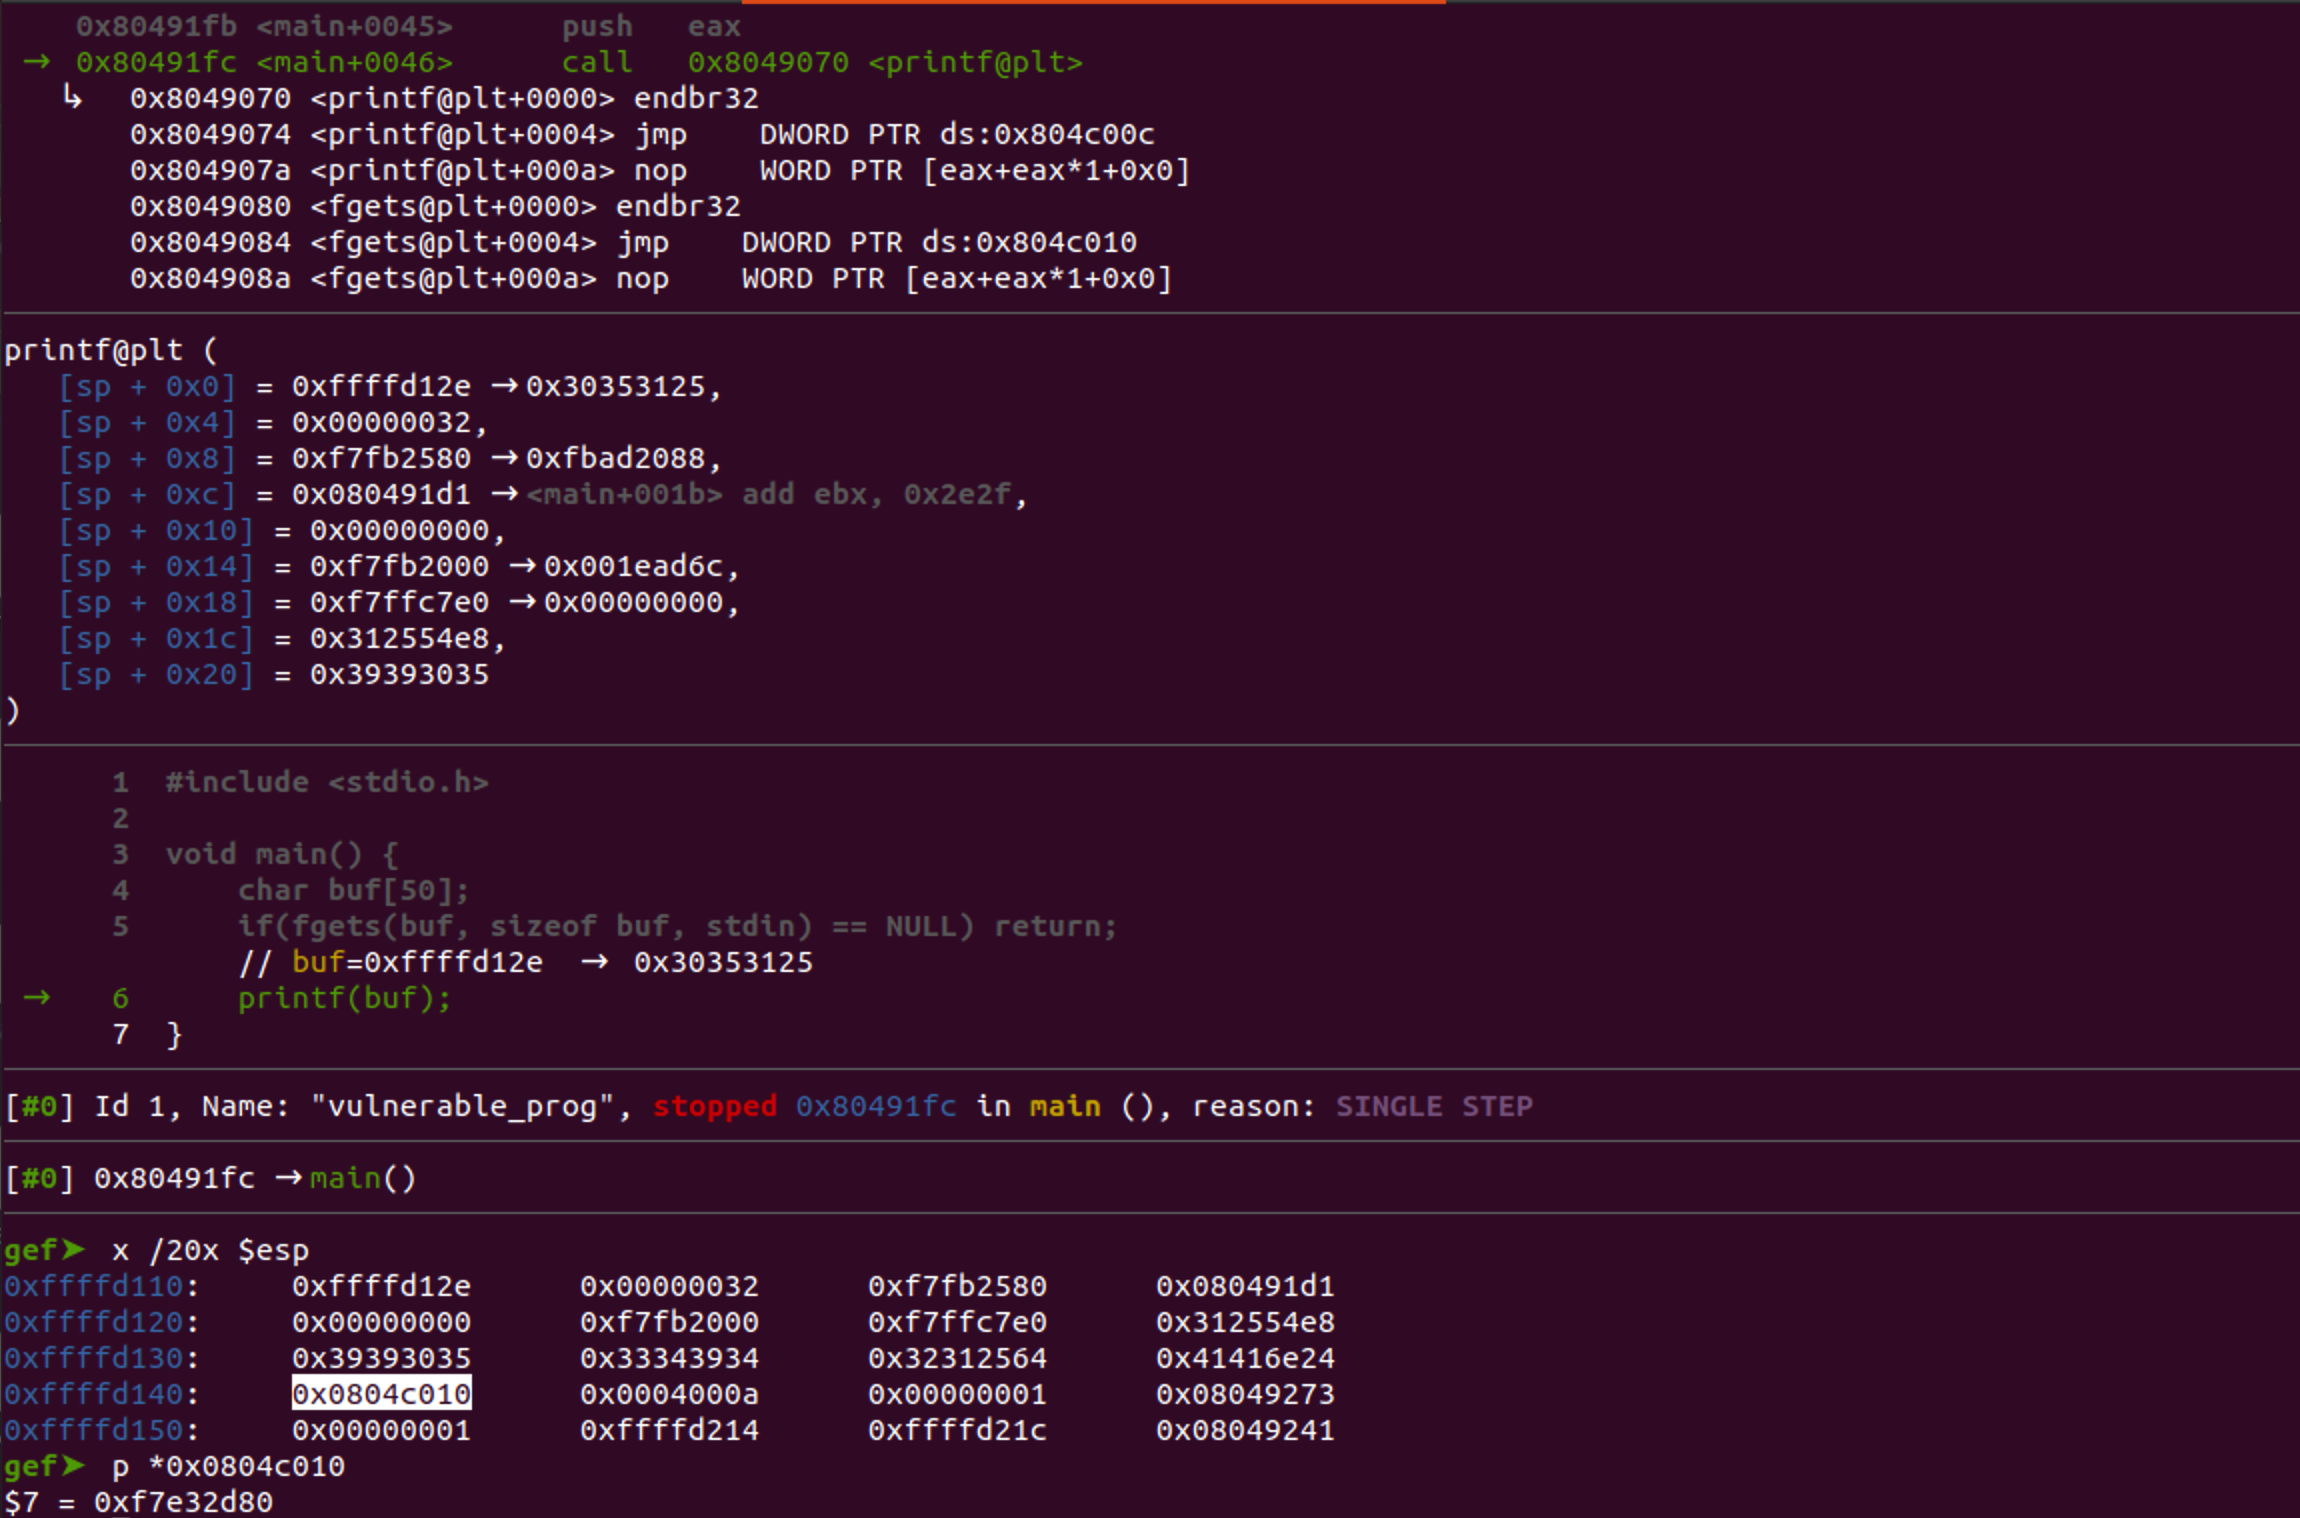 0x80491fb <main+0045> push eax
→ 0x80491fc <main+0046> call 0x8049070 <printf@plt>
↳ 0x8049070 <printf@plt+0000> endbr32
0x8049074 <printf@plt+0004> jmp DWORD PTR ds:0x804c00c
0x804907a <printf@plt+000a> nop WORD PTR [eax+eax*1+0x0]
0x8049080 <fgets@plt+0000> endbr32
0x8049084 <fgets@plt+0004> jmp DWORD PTR ds:0x804c010
0x804908a <fgets@plt+000a> nop WORD PTR [eax+eax*1+0x0]
printf@plt (
[sp + 0x0] = 0xffffd12e → 0x30353125,
[sp + 0x4] = 0x00000032,
[sp + 0x8] = 0xf7fb2580 → 0xfbad2088,
[sp + 0xc] = 0x080491d1 → <main+001b> add ebx, 0x2e2f,
[sp + 0x10] = 0x00000000,
[sp + 0x14] = 0xf7fb2000 → 0x001ead6c,
[sp + 0x18] = 0xf7ffc7e0 → 0x00000000,
[sp + 0x1c] = 0x312554e8,
[sp + 0x20] = 0x39393035
)
1 #include <stdio.h>
2
3 void main() {
4 char buf[50];
5 if(fgets(buf, sizeof buf, stdin) == NULL) return;
// buf=0xffffd12e → 0x30353125
→ 6 printf(buf);
7 }
[#0] Id 1, Name: "vulnerable_prog", stopped 0x80491fc in main (), reason: SINGLE STEP
[#0] 0x80491fc → main()
gef➤ x /20x $esp
0xffffd110: 0xffffd12e 0x00000032 0xf7fb2580 0x080491d1
0xffffd120: 0x00000000 0xf7fb2000 0xf7ffc7e0 0x312554e8
0xffffd130: 0x39393035 0x33343934 0x32312564 0x41416e24
0xffffd140: 0x0804c010 0x0004000a 0x00000001 0x08049273
0xffffd150: 0x00000001 0xffffd214 0xffffd21c 0x08049241
gef➤ p *0x0804c010
$7 = 0xf7e32d80